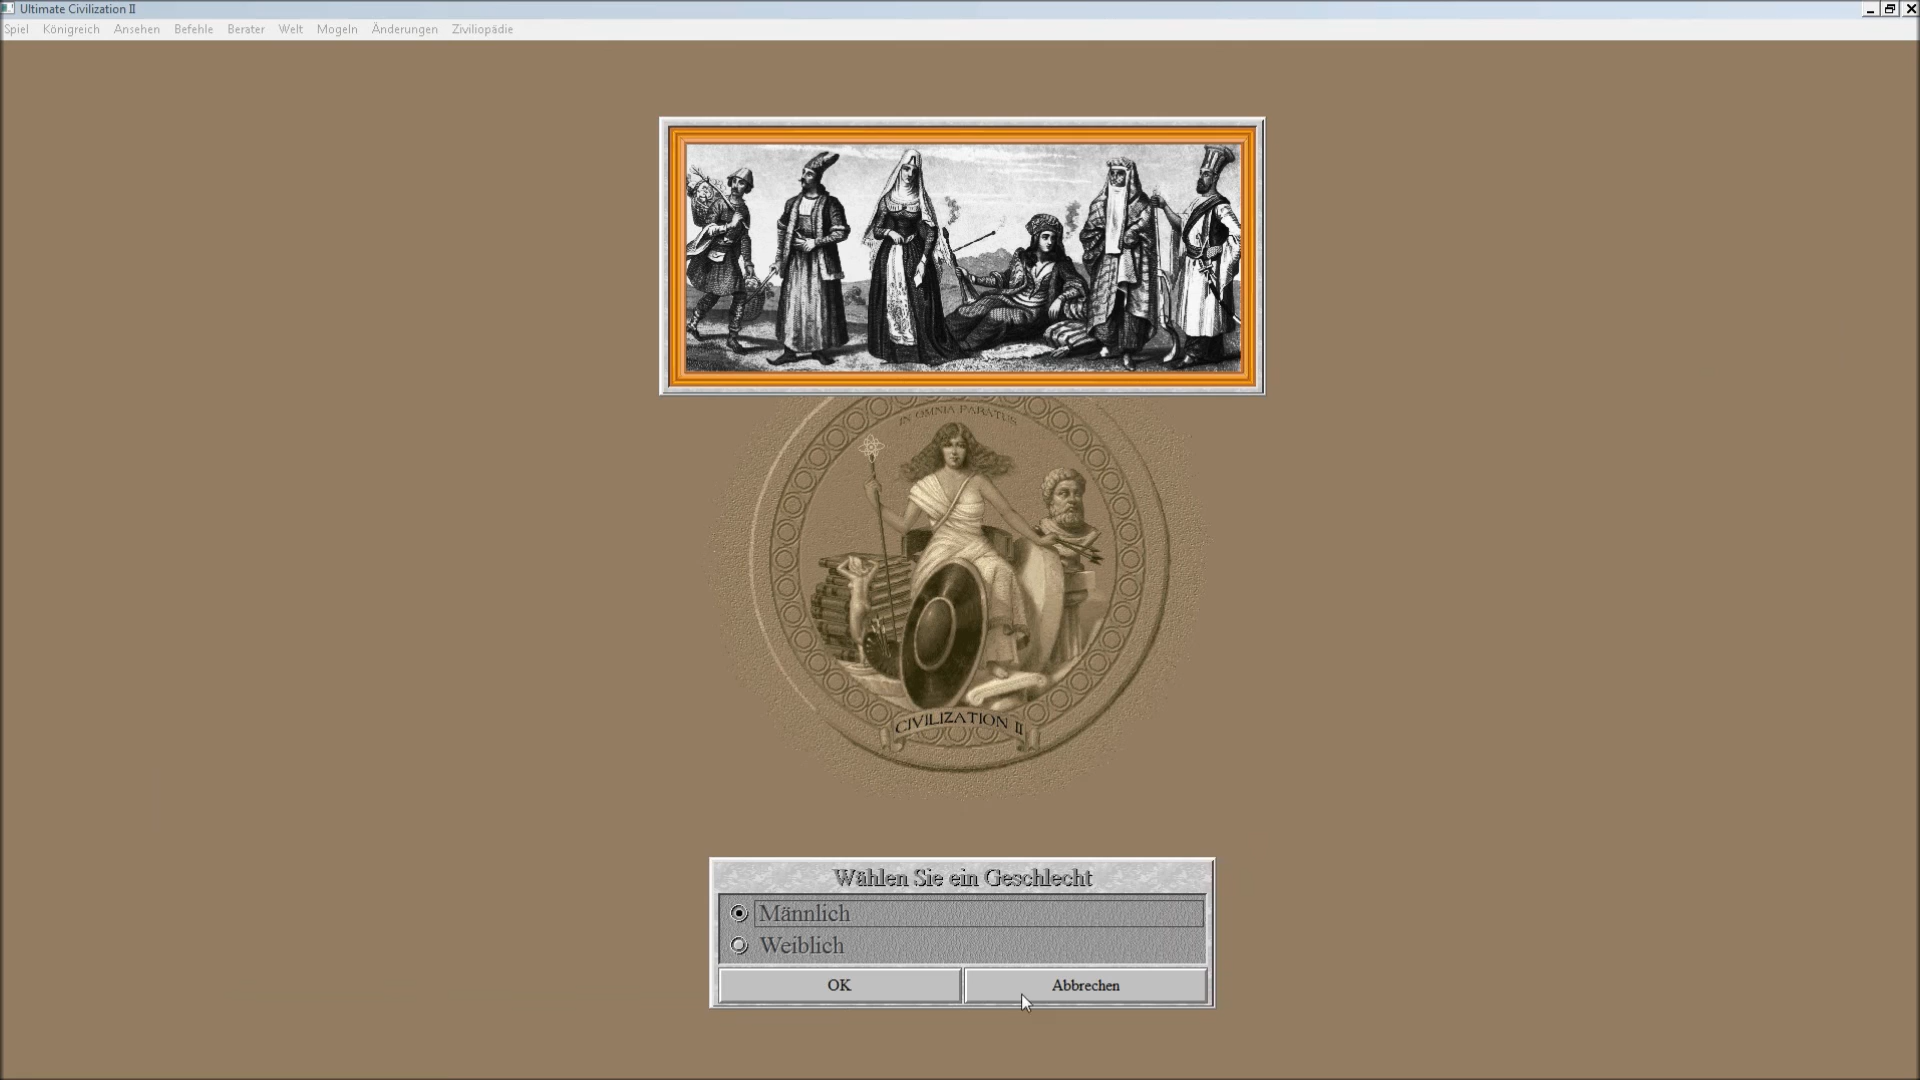 Ultimate Civilization II
Spiel Königreich Ansehen Befehle Berater Welt Mogeln Änderungen Ziviliopädie
IN OMNIA PARATUS
CIVILIZATION II
Wählen Sie ein Geschlecht
Männlich
Weiblich
OK Abbrechen